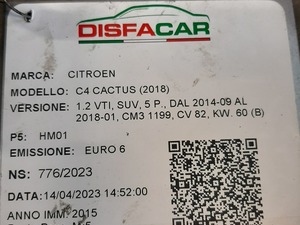 DISFACAR
MARCA: CITROEN
MODELLO: C4 CACTUS (2018)
VERSIONE: 1.2 VTI, SUV, 5 P., DAL 2014-09 AL
2018-01, CM3 1199, CV 82, KW. 60 (B)
P5: HM01
EMISSIONE: EURO 6
NS: 776/2023
DATA:14/04/2023 14:52:00
ANNO IMM. 2015